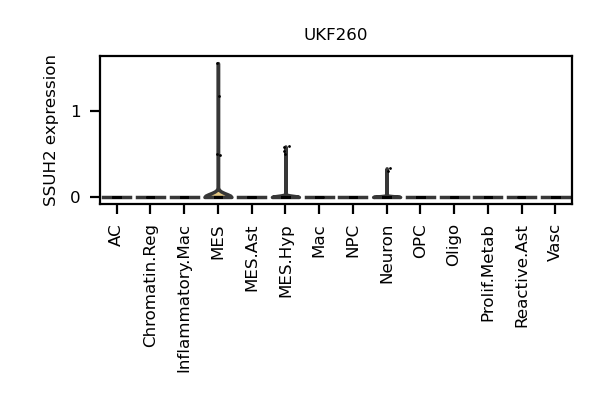 UKF260
SSUH2 expression
1
0
AC
Chromatin.Reg
Inflammatory.Mac
MES
MES.Ast
MES.Hyp
Mac
NPC
Neuron
OPC
Oligo
Prolif.Metab
Reactive.Ast
Vasc